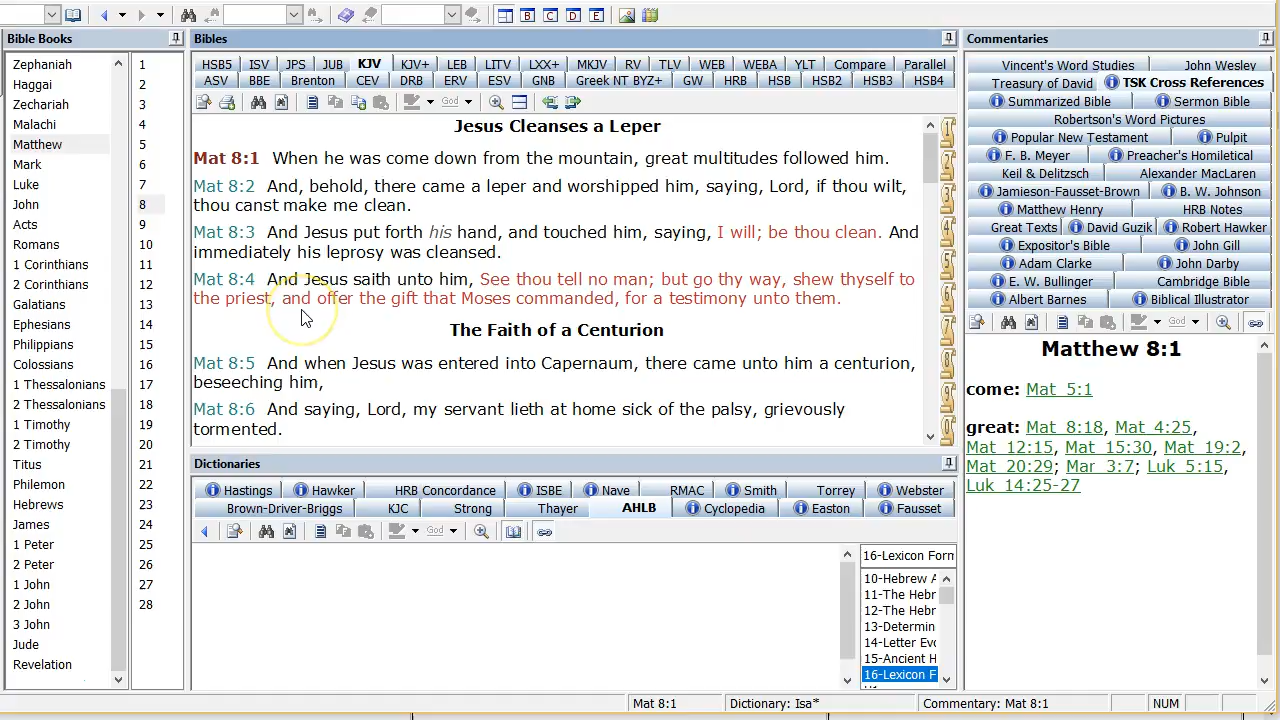 B C D E
Bible Books
Zephaniah
Haggai
Zechariah
Malachi
Matthew
Mark
Luke
John
Acts
Romans
1 Corinthians
2 Corinthians
Galatians
Ephesians
Philippians
Colossians
1 Thessalonians
2 Thessalonians
1 Timothy
2 Timothy
Titus
Philemon
Hebrews
James
1 Peter
2 Peter
1 John
2 John
3 John
Jude
Revelation
1
2
3
4
5
6
7
8
9
10
11
12
13
14
15
16
17
18
19
20
21
22
23
24
25
26
27
28
Bibles
HSB5 ISV JPS JUB KJV KJV+ LEB LITV LXX+ MKJV RV TLV WEB WEBA YLT Compare Parallel
ASV BBE Brenton CEV DRB ERV ESV GNB Greek NT BYZ+ GW HRB HSB HSB2 HSB3 HSB4
God
Jesus Cleanses a Leper
Mat 8:1 When he was come down from the mountain, great multitudes followed him.
Mat 8:2 And, behold, there came a leper and worshipped him, saying, Lord, if thou wilt,
thou canst make me clean.
Mat 8:3 And Jesus put forth his hand, and touched him, saying, I will; be thou clean. And
immediately his leprosy was cleansed.
Mat 8:4 And Jesus saith unto him, See thou tell no man; but go thy way, shew thyself to
the priest, and offer the gift that Moses commanded, for a testimony unto them.
The Faith of a Centurion
Mat 8:5 And when Jesus was entered into Capernaum, there came unto him a centurion,
beseeching him,
Mat 8:6 And saying, Lord, my servant lieth at home sick of the palsy, grievously
tormented.
1
2
3
4
5
6
7
8
9
0
Dictionaries
Hastings Hawker HRB Concordance ISBE Nave RMAC Smith Torrey Webster
Brown-Driver-Briggs KJC Strong Thayer AHLB Cyclopedia Easton Fausset
God
16-Lexicon Form
10-Hebrew A
11-The Hebr
12-The Hebr
13-Determin
14-Letter Evo
15-Ancient H
16-Lexicon F
Commentaries
Vincent's Word Studies John Wesley
Treasury of David TSK Cross References
Summarized Bible Sermon Bible
Robertson's Word Pictures
Popular New Testament Pulpit
F. B. Meyer Preacher's Homiletical
Keil & Delitzsch Alexander MacLaren
Jamieson-Fausset-Brown B. W. Johnson
Matthew Henry HRB Notes
Great Texts David Guzik Robert Hawker
Expositor's Bible John Gill
Adam Clarke John Darby
E. W. Bullinger Cambridge Bible
Albert Barnes Biblical Illustrator
God
Matthew 8:1
come: Mat 5:1
great: Mat 8:18, Mat 4:25,
Mat 12:15, Mat 15:30, Mat 19:2,
Mat 20:29; Mar 3:7; Luk 5:15,
Luk 14:25-27
Mat 8:1 Dictionary: Isa* Commentary: Mat 8:1 NUM